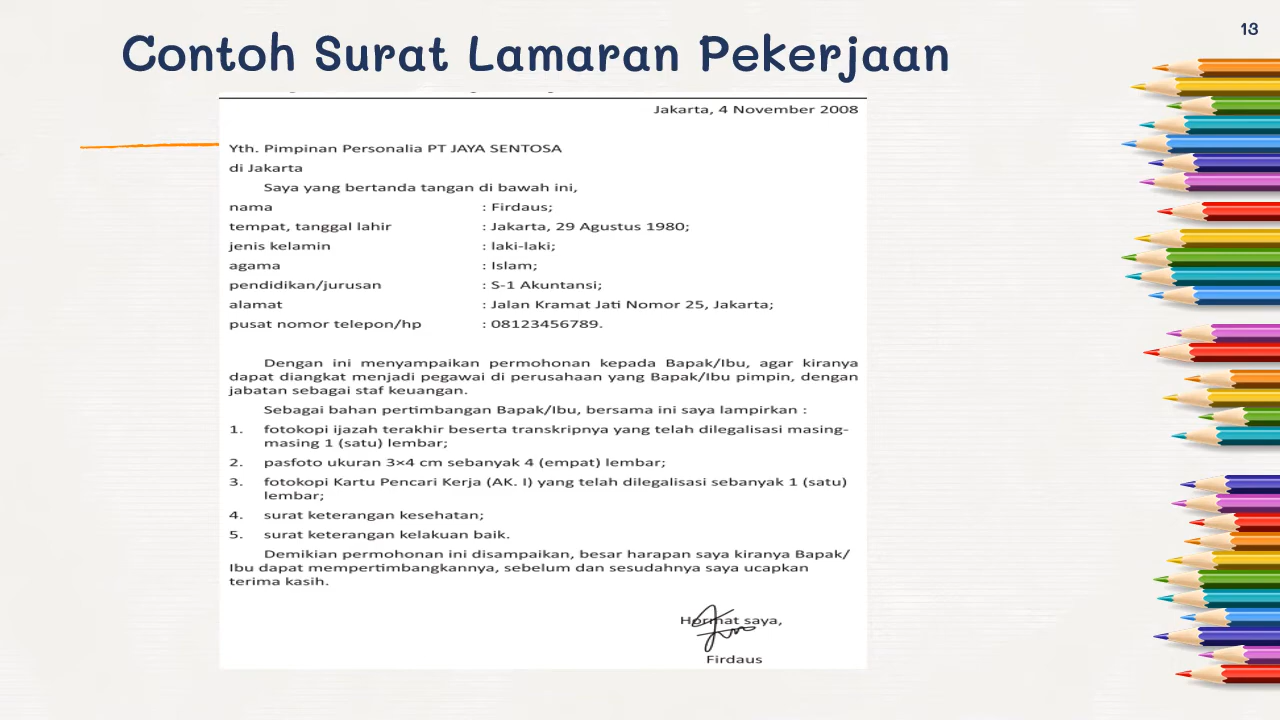 13
Contoh Surat Lamaran Pekerjaan
Jakarta, 4 November 2008
Yth. Pimpinan Personalia PT JAYA SENTOSA
di Jakarta
Saya yang bertanda tangan di bawah ini,
nama : Firdaus;
tempat, tanggal lahir : Jakarta, 29 Agustus 1980;
jenis kelamin : laki-laki;
agama : Islam;
pendidikan/jurusan : S-1 Akuntansi;
alamat : Jalan Kramat Jati Nomor 25, Jakarta;
pusat nomor telepon/hp : 08123456789.
Dengan ini menyampaikan permohonan kepada Bapak/Ibu, agar kiranya
dapat diangkat menjadi pegawai di perusahaan yang Bapak/Ibu pimpin, dengan
jabatan sebagai staf keuangan.
Sebagai bahan pertimbangan Bapak/Ibu, bersama ini saya lampirkan :
1. fotokopi ijazah terakhir beserta transkripnya yang telah dilegalisasi masing-
masing 1 (satu) lembar;
2. pasfoto ukuran 3×4 cm sebanyak 4 (empat) lembar;
3. fotokopi Kartu Pencari Kerja (AK. I) yang telah dilegalisasi sebanyak 1 (satu)
lembar;
4. surat keterangan kesehatan;
5. surat keterangan kelakuan baik.
Demikian permohonan ini disampaikan, besar harapan saya kiranya Bapak/
Ibu dapat mempertimbangkannya, sebelum dan sesudahnya saya ucapkan
terima kasih.
Hormat saya,
Firdaus